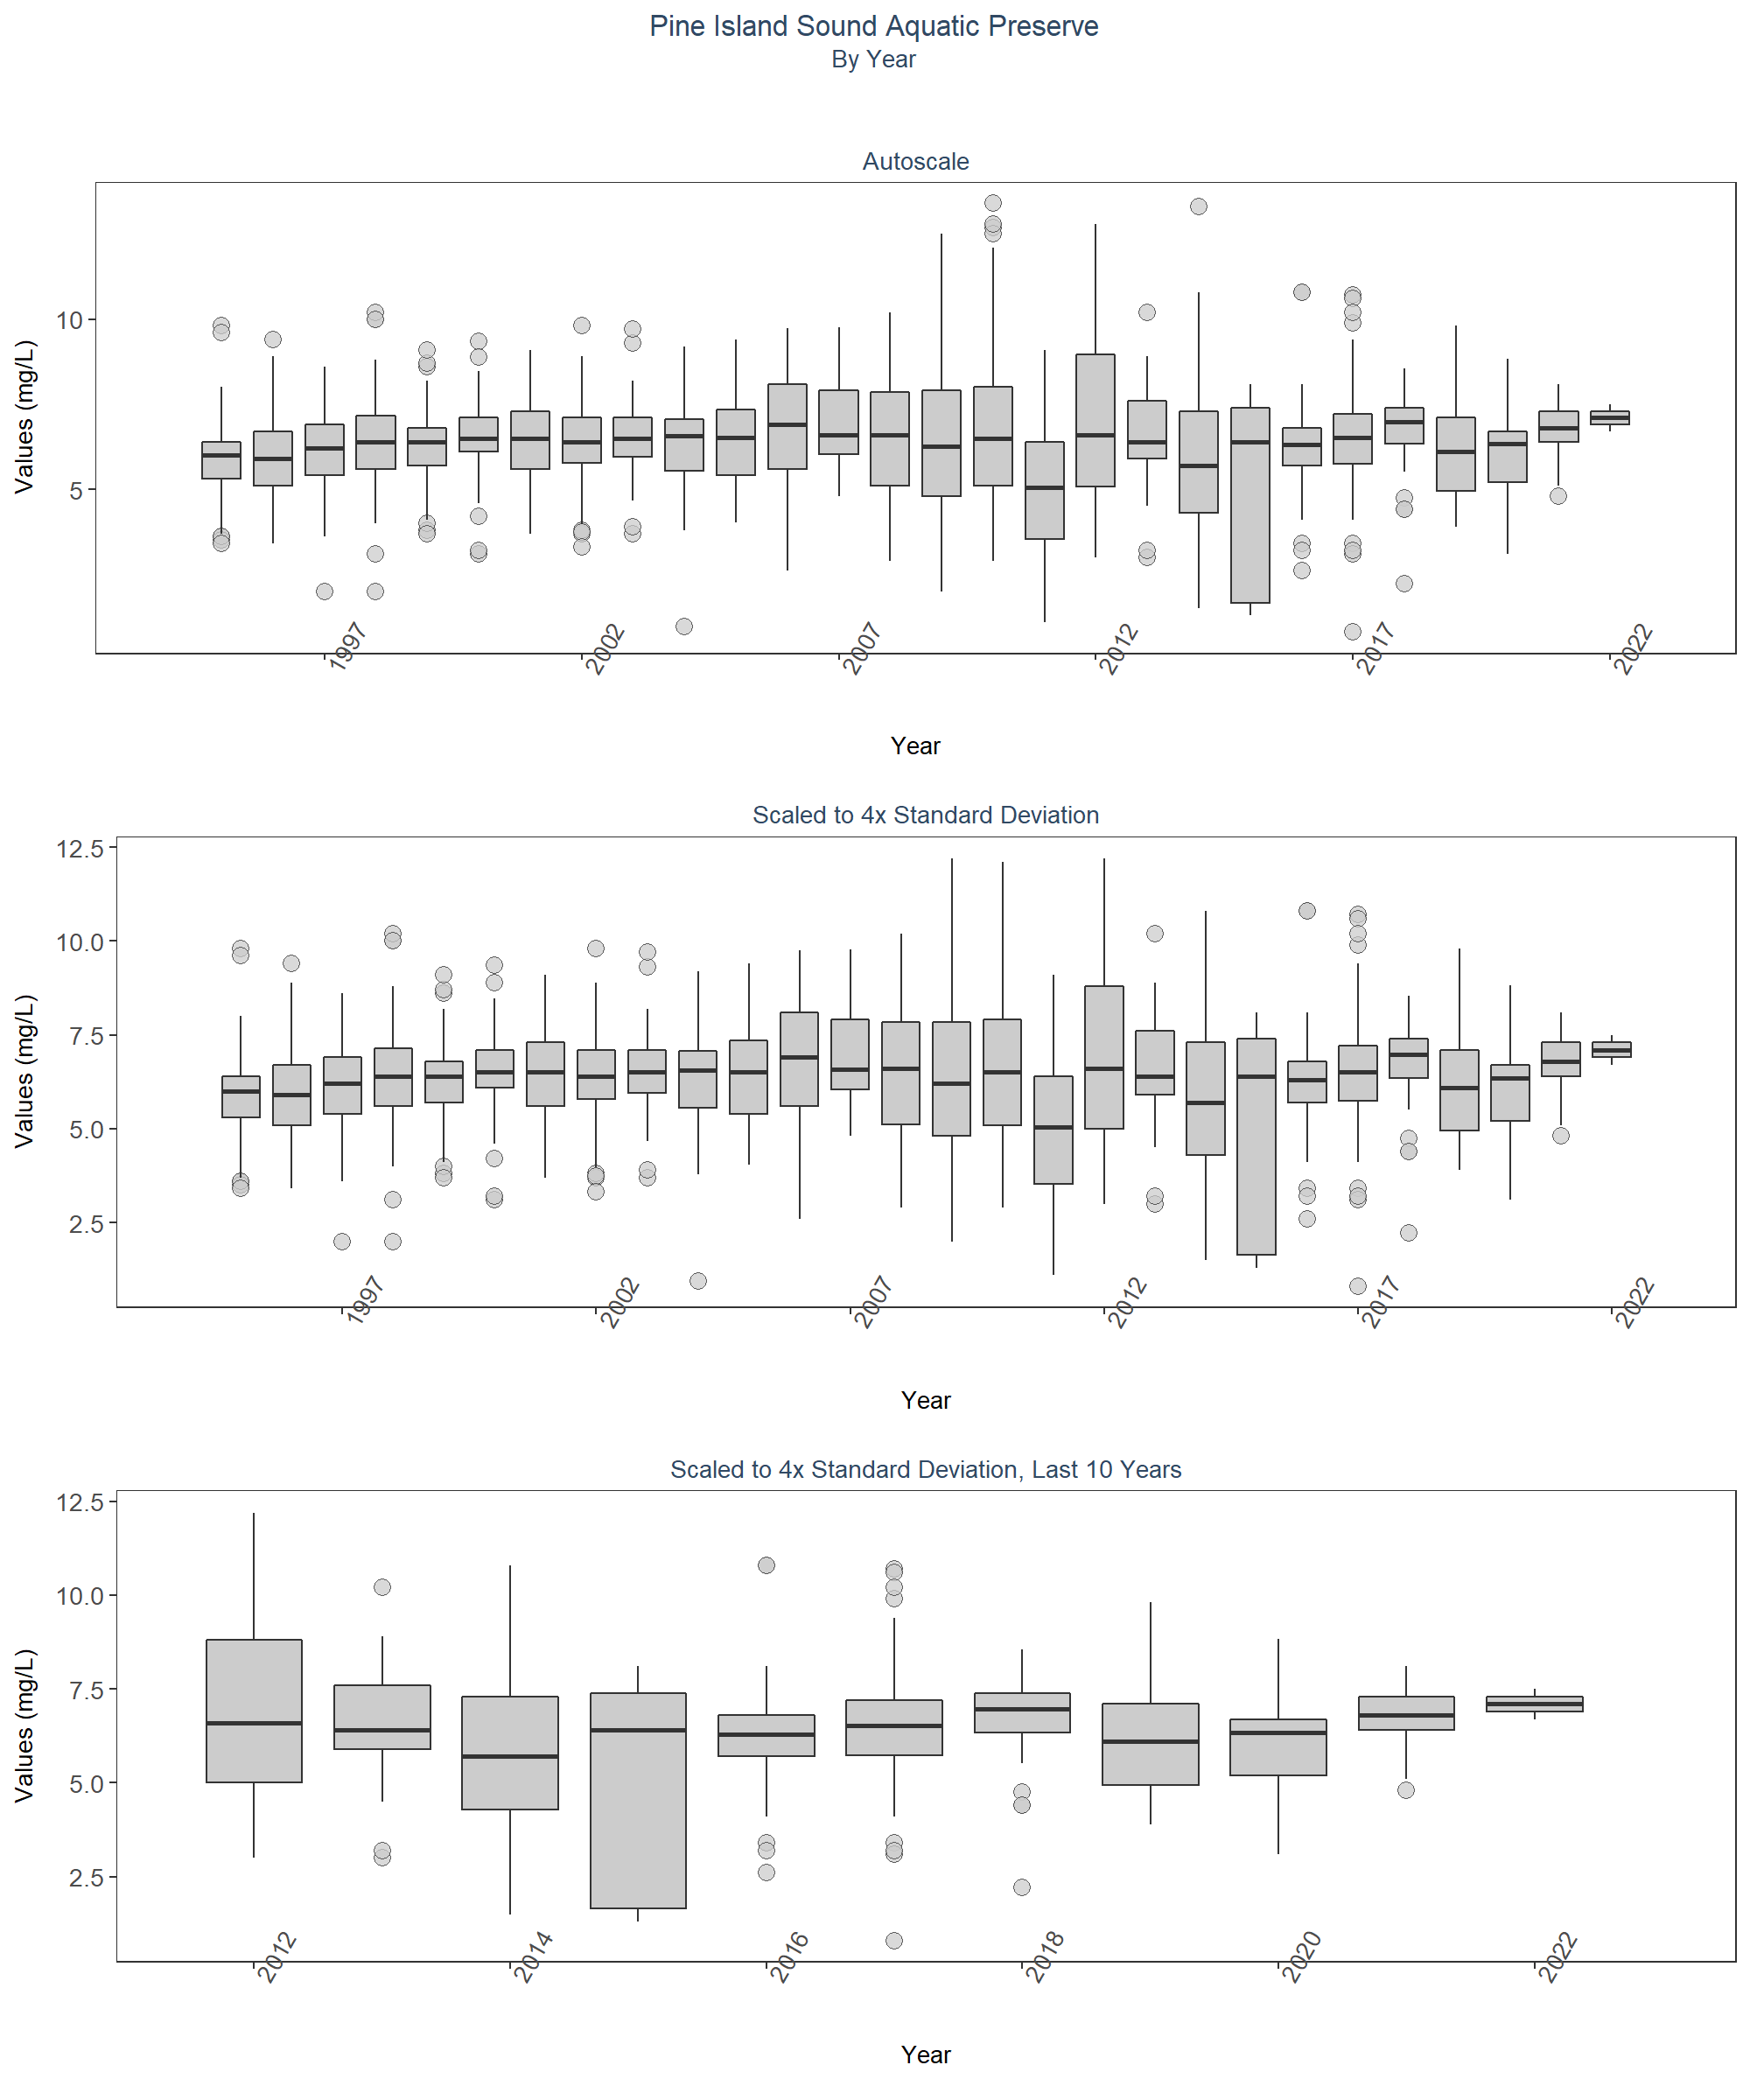 Pine Island Sound Aquatic Preserve
By Year
Autoscale
Values (mg/L)
10
5
1997
2002
2007
2012
2017
2022
Year
Scaled to 4x Standard Deviation
Values (mg/L)
12.5
10.0
7.5
5.0
2.5
1997
2002
2007
2012
2017
2022
Year
Scaled to 4x Standard Deviation, Last 10 Years
Values (mg/L)
12.5
10.0
7.5
5.0
2.5
2012
2014
2016
2018
2020
2022
Year